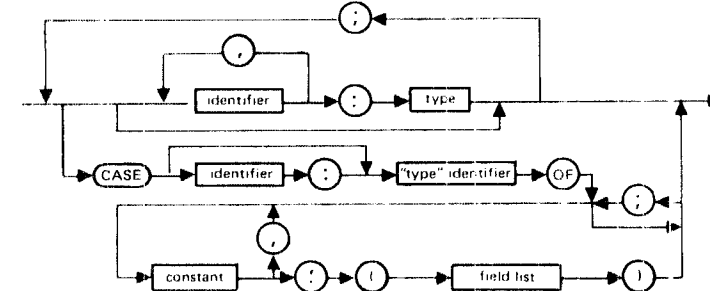 ;
,
identifier : type
CASE identifier : "type" identifier OF
;
,
constant : ( field list )